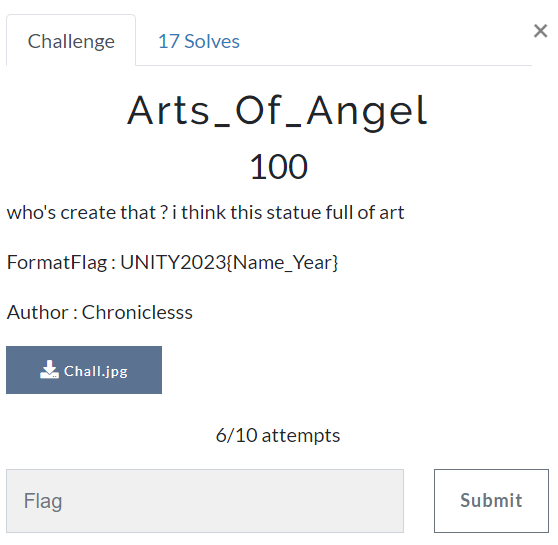 Challenge
17 Solves
×
Arts_Of_Angel
100
who's create that ? i think this statue full of art
FormatFlag : UNITY2023{Name_Year}
Author : Chroniclesss
Chall.jpg
6/10 attempts
Flag
Submit